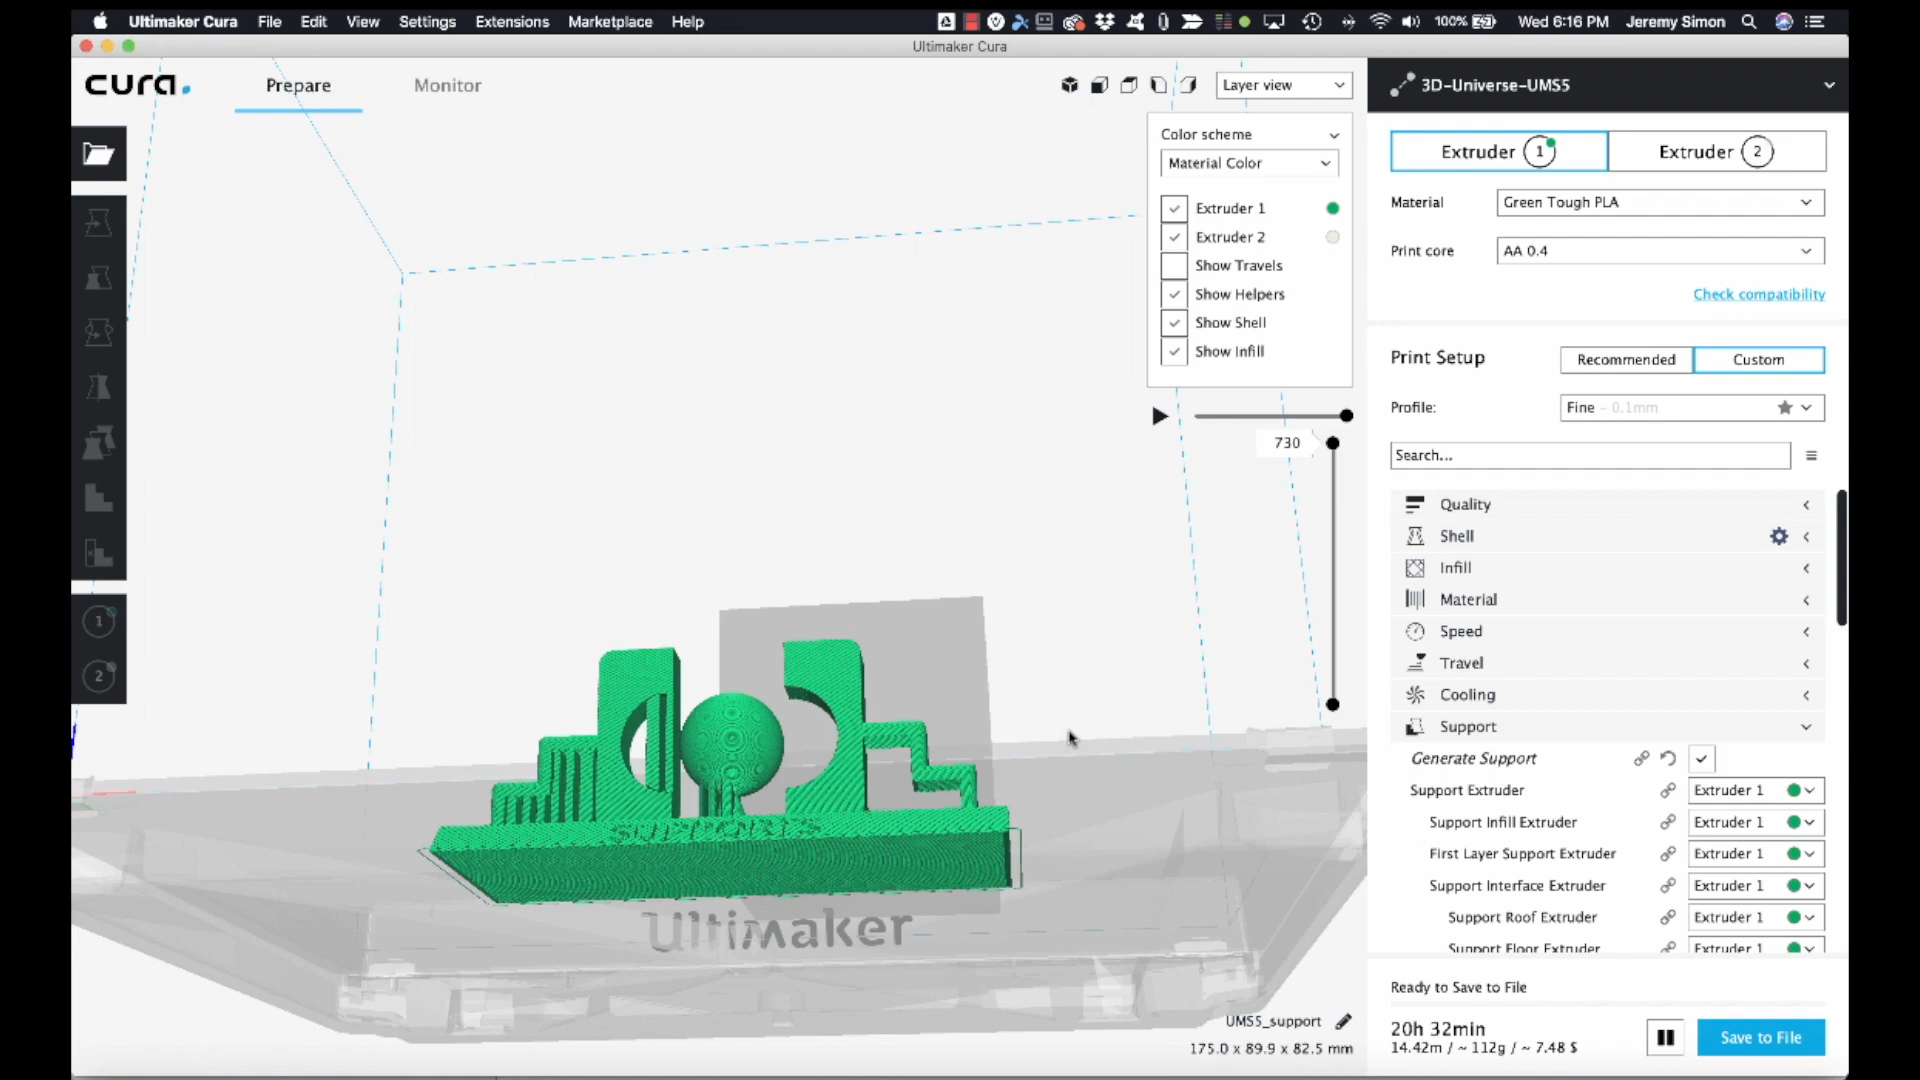 Ultimaker Cura File Edit View Settings Extensions Marketplace Help 100% Wed 6:16 PM Jeremy Simon
Ultimaker Cura
cura. Prepare Monitor Layer view 3D-Universe-UMS5
Color scheme
Material Color
Extruder 1
Extruder 2
Show Travels
Show Helpers
Show Shell
Show Infill
730
Extruder 1 Extruder 2
Material Green Tough PLA
Print core AA 0.4
Check compatibility
Print Setup Recommended Custom
Profile: Fine - 0.1mm
Search...
Quality
Shell
Infill
Material
Speed
Travel
Cooling
Support
Generate Support
Support Extruder Extruder 1
Support Infill Extruder Extruder 1
First Layer Support Extruder Extruder 1
Support Interface Extruder Extruder 1
Support Roof Extruder Extruder 1
Support Floor Extruder Extruder 1
1
2
SUPPORTS
Ultimaker
UMS5_support
175.0 x 89.9 x 82.5 mm
Ready to Save to File
20h 32min
14.42m / ~ 112g / ~ 7.48 $
Save to File